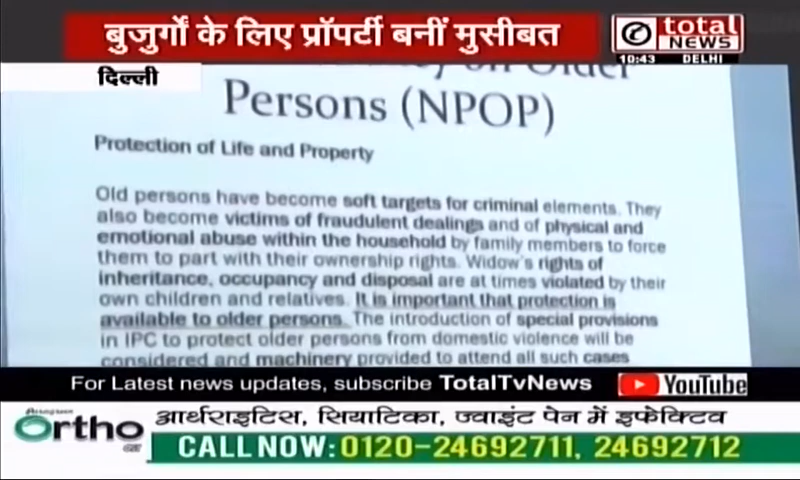 बुजुर्गों के लिए प्रॉपर्टी बनीं मुसीबत
total
NEWS
10:43 DELHI
दिल्ली
on Older
Persons (NPOP)
Protection of Life and Property
Old persons have become soft targets for criminal elements. They
also become victims of fraudulent dealings and of physical and
emotional abuse within the household by family members to force
them to part with their ownership rights. Widow's rights of
inheritance, occupancy and disposal are at times violated by their
own children and relatives. It is important that protection is
available to older persons. The introduction of special provisions
in IPC to protect older persons from domestic violence will be
considered and machinery provided to attend all such cases
For Latest news updates, subscribe TotalTvNews YouTube
Ortho
आर्थराइटिस, सियाटिका, ज्वाइंट पेन में इफेक्टिव
CALL NOW: 0120-24692711, 24692712